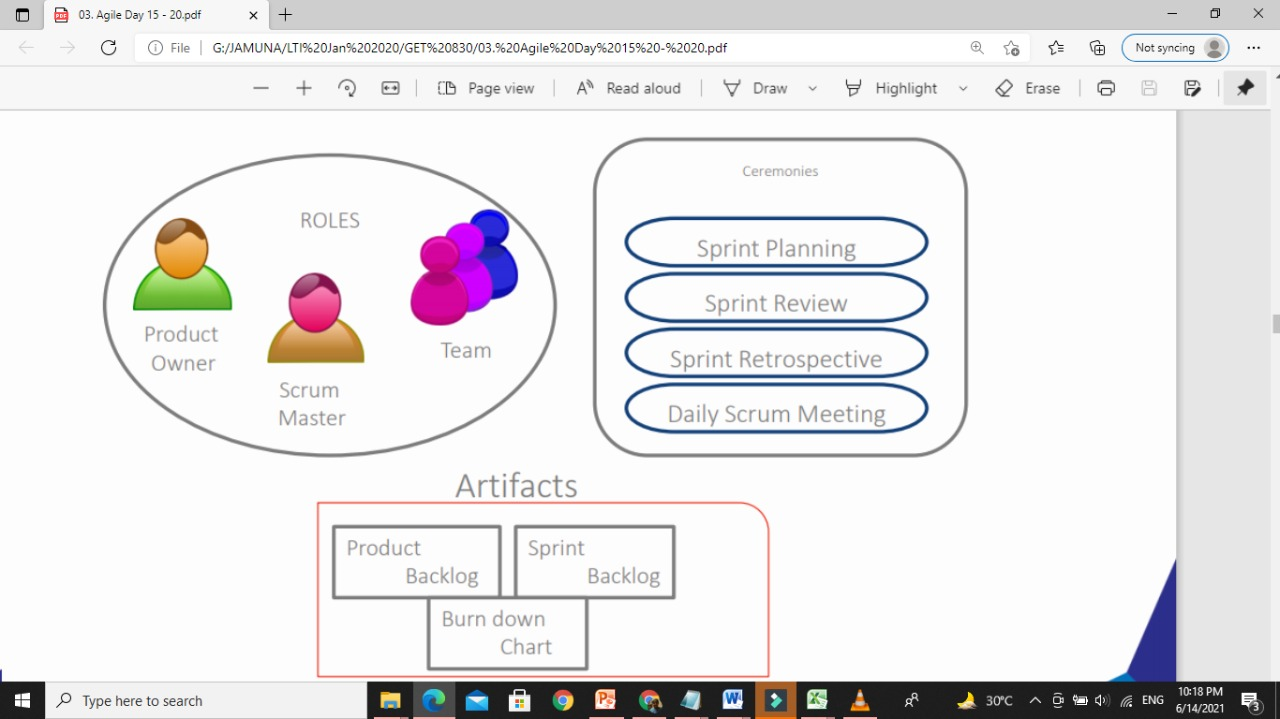 03. Agile Day 15 - 20.pdf
File
G:/JAMUNA/LTI%20Jan%202020/GET%20830/03.%20Agile%20Day%2015%20-%2020.pdf
Not syncing
Page view
Read aloud
Draw
Highlight
Erase
ROLES
Product
Owner
Scrum
Master
Team
Ceremonies
Sprint Planning
Sprint Review
Sprint Retrospective
Daily Scrum Meeting
Artifacts
Product
Backlog
Sprint
Backlog
Burn down
Chart
Type here to search
30°C
ENG
10:18 PM
6/14/2021
3